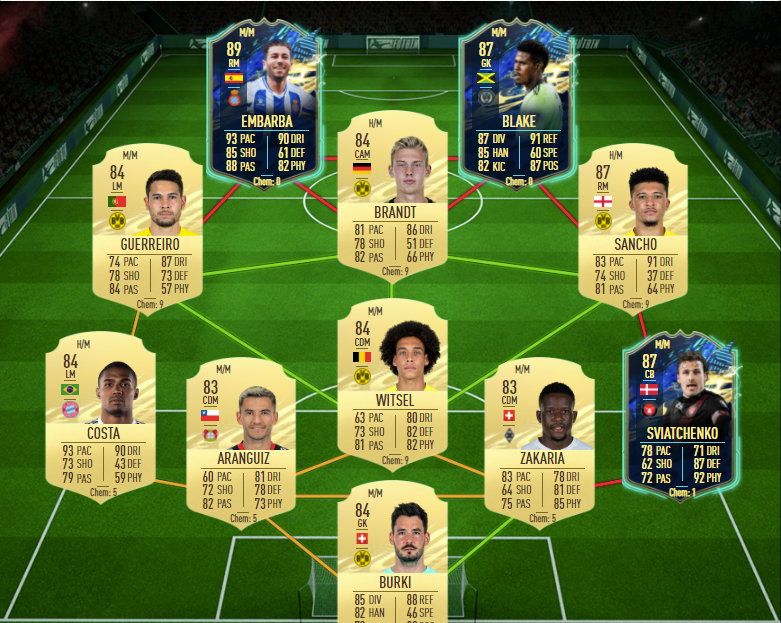 M/M
89
RM
EMBARBA
93 PAC 90 DRI
85 SHO 61 DEF
88 PAS 82 PHY
Chem: 0
M/M
87
GK
BLAKE
87 DIV 91 REF
85 HAN 60 SPE
82 KIC 87 POS
Chem: 0
M/M
84
LM
GUERREIRO
74 PAC 87 DRI
78 SHO 73 DEF
84 PAS 57 PHY
Chem: 9
H/M
84
CAM
BRANDT
81 PAC 86 DRI
78 SHO 51 DEF
82 PAS 66 PHY
Chem: 9
H/M
87
RM
SANCHO
83 PAC 91 DRI
74 SHO 37 DEF
81 PAS 64 PHY
Chem: 9
H/M
84
LM
COSTA
93 PAC 90 DRI
73 SHO 43 DEF
79 PAS 59 PHY
Chem: 5
M/M
83
CDM
ARANGUIZ
60 PAC 81 DRI
72 SHO 78 DEF
82 PAS 73 PHY
Chem: 5
M/M
84
CDM
WITSEL
63 PAC 80 DRI
73 SHO 82 DEF
81 PAS 82 PHY
Chem: 9
M/M
83
CDM
ZAKARIA
83 PAC 78 DRI
64 SHO 81 DEF
75 PAS 85 PHY
Chem: 5
M/M
87
CB
SVIATCHENKO
78 PAC 71 DRI
62 SHO 87 DEF
72 PAS 92 PHY
Chem: 1
M/M
84
GK
BURKI
85 DIV 88 REF
82 HAN 46 SPE